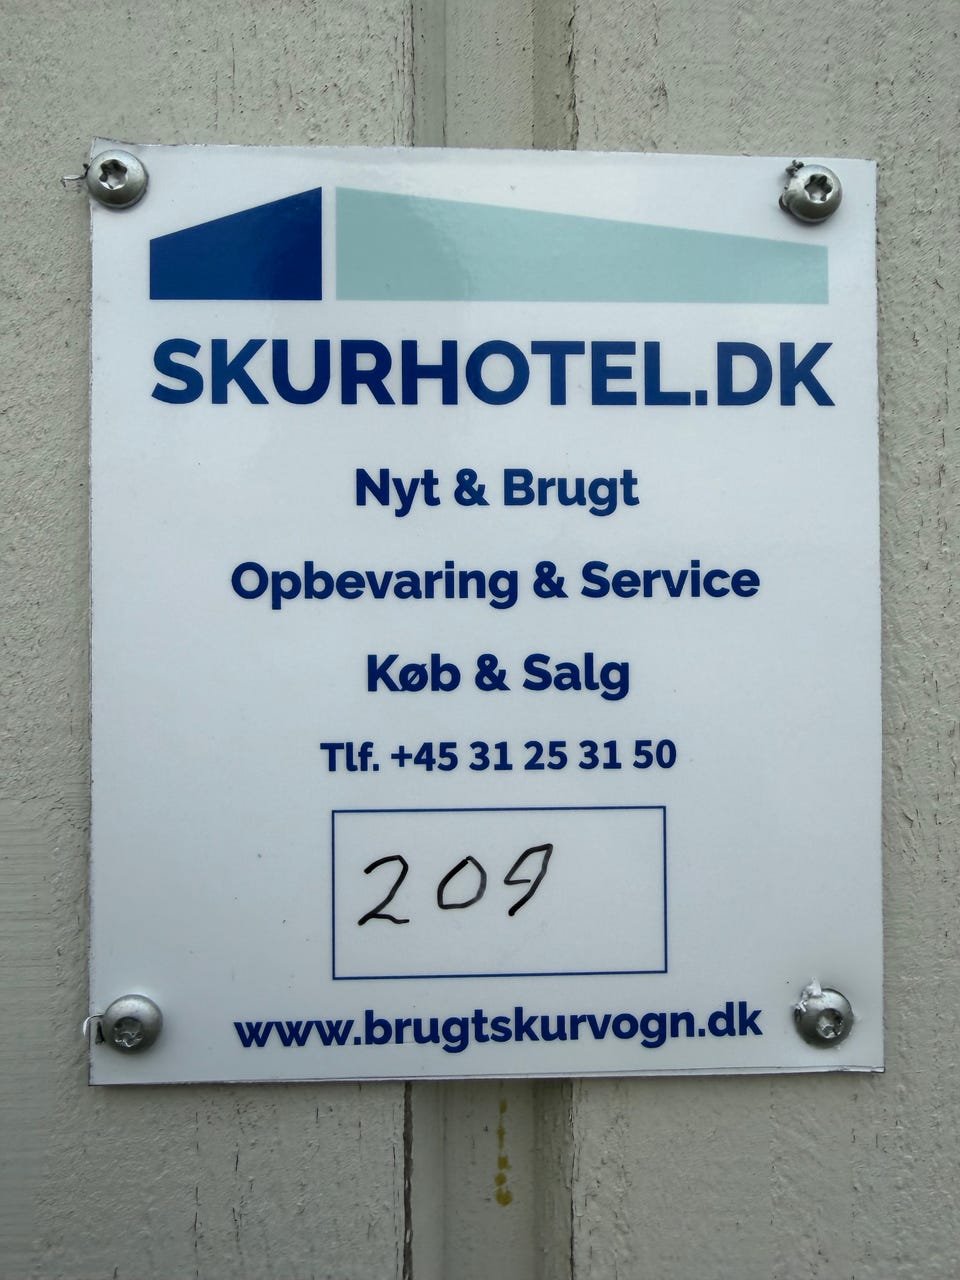 SKURHOTEL.DK
Nyt & Brugt
Opbevaring & Service
Køb & Salg
Tlf. +45 31 25 31 50
209
www.brugtskurvogn.dk